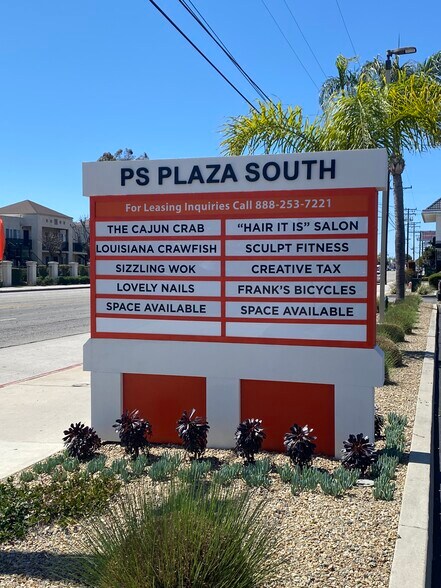 PS PLAZA SOUTH
For Leasing Inquiries Call 888-253-7221
THE CAJUN CRAB
LOUISIANA CRAWFISH
SIZZLING WOK
LOVELY NAILS
SPACE AVAILABLE
"HAIR IT IS" SALON
SCULPT FITNESS
CREATIVE TAX
FRANK'S BICYCLES
SPACE AVAILABLE